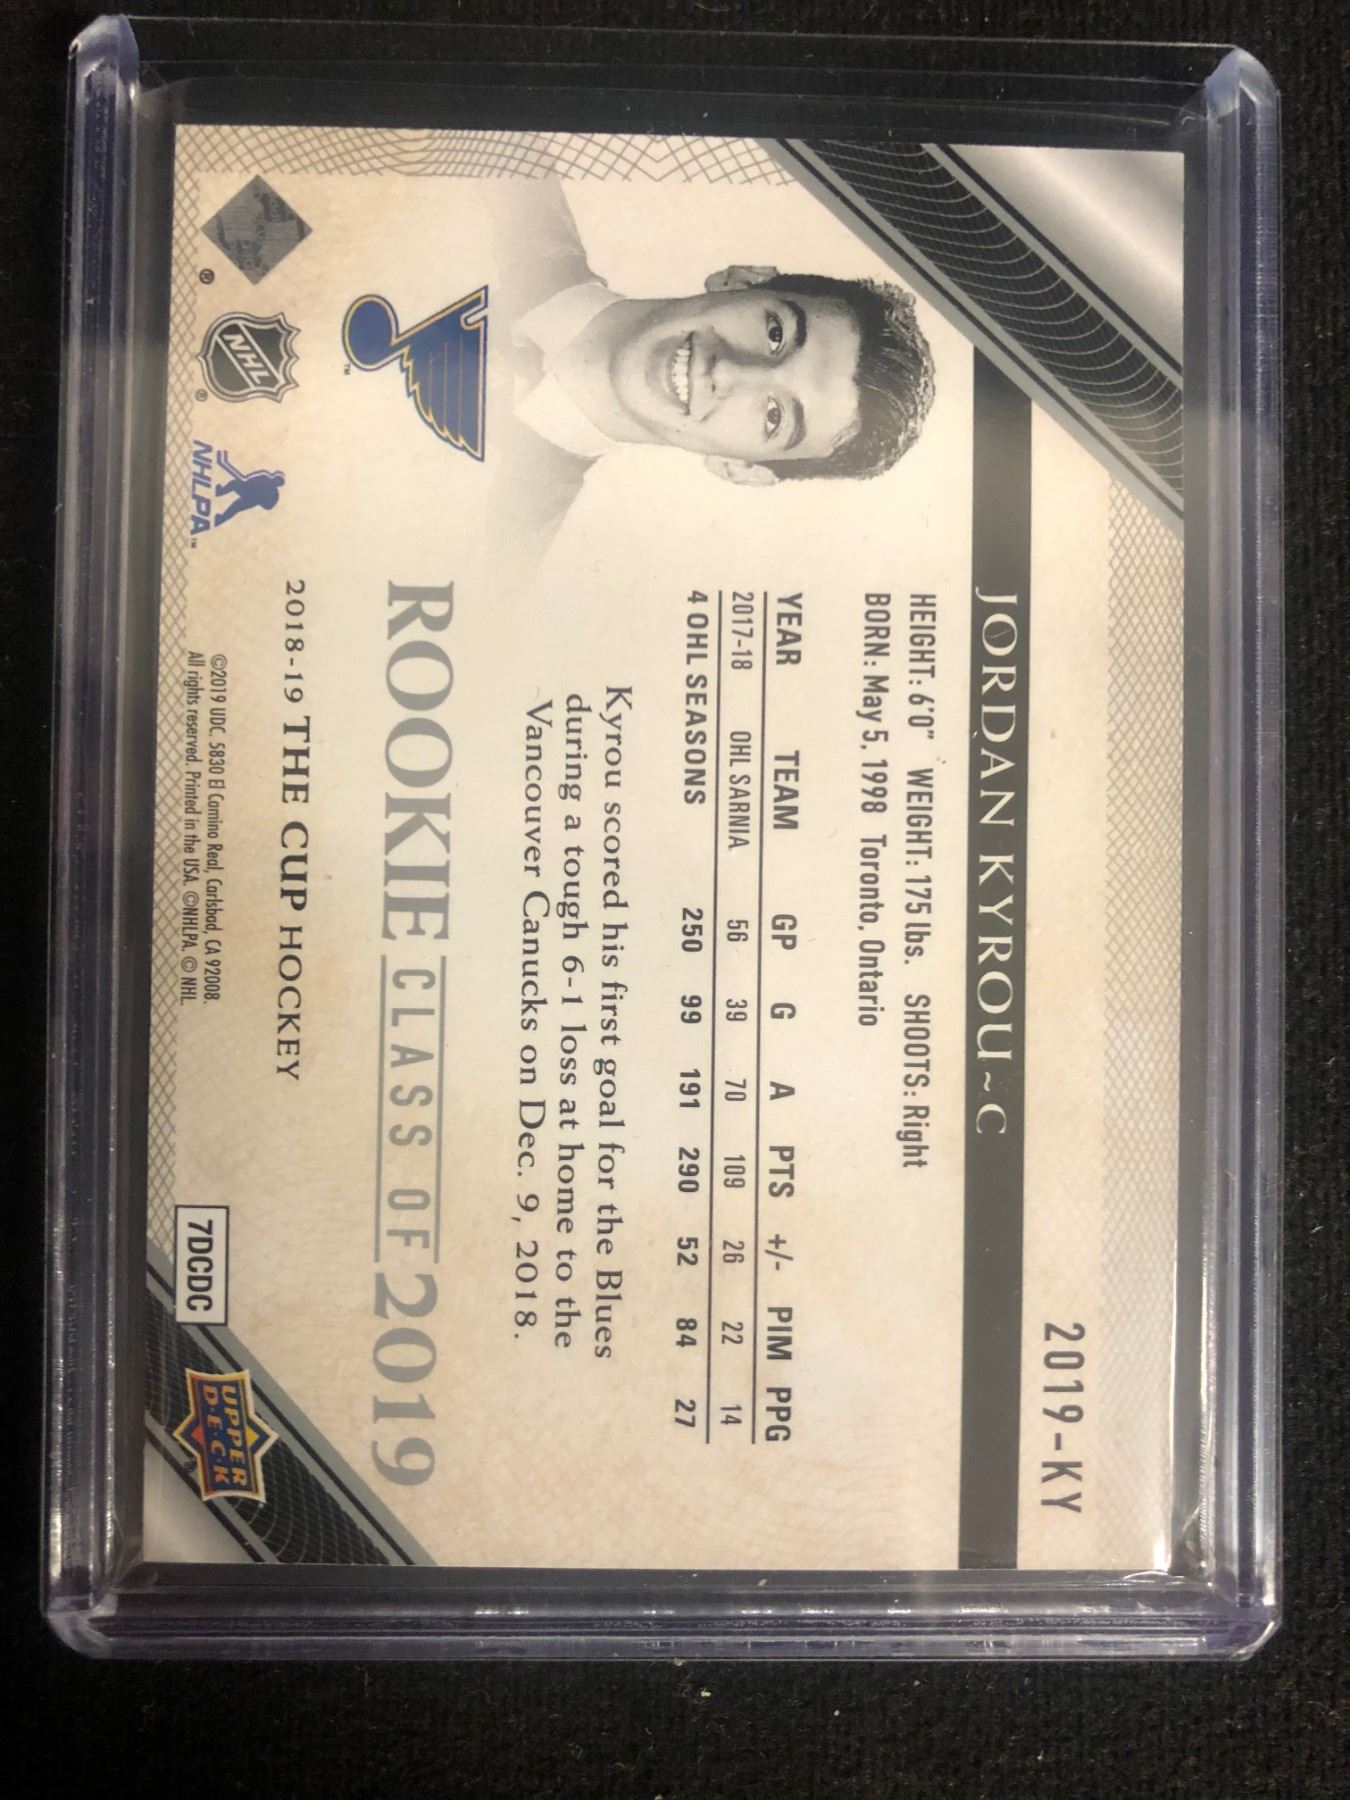 2019-KY
JORDAN KYROU ~ C
HEIGHT: 6'0" WEIGHT: 175 lbs. SHOOTS: Right
BORN: May 5, 1998 Toronto, Ontario
YEAR TEAM GP G A PTS +/- PIM PPG
2017-18 OHL SARNIA 56 39 70 109 26 22 14
4 OHL SEASONS 250 99 191 290 52 84 27
Kyrou scored his first goal for the Blues
during a tough 6-1 loss at home to the
Vancouver Canucks on Dec. 9, 2018.
ROOKIE CLASS OF 2019
2018-19 THE CUP HOCKEY
™
®
NHL
®
NHLPA™
©2019 UDC. 5830 El Camino Real, Carlsbad, CA 92008.
All rights reserved. Printed in the USA. ©NHLPA. © NHL.
7DCDC
UPPER
DECK